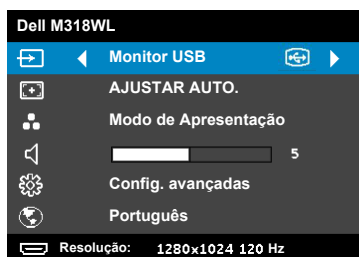 Dell M318WL
Monitor USB
AJUSTAR AUTO.
Modo de Apresentação
5
Config. avançadas
Português
Resolução: 1280x1024 120 Hz